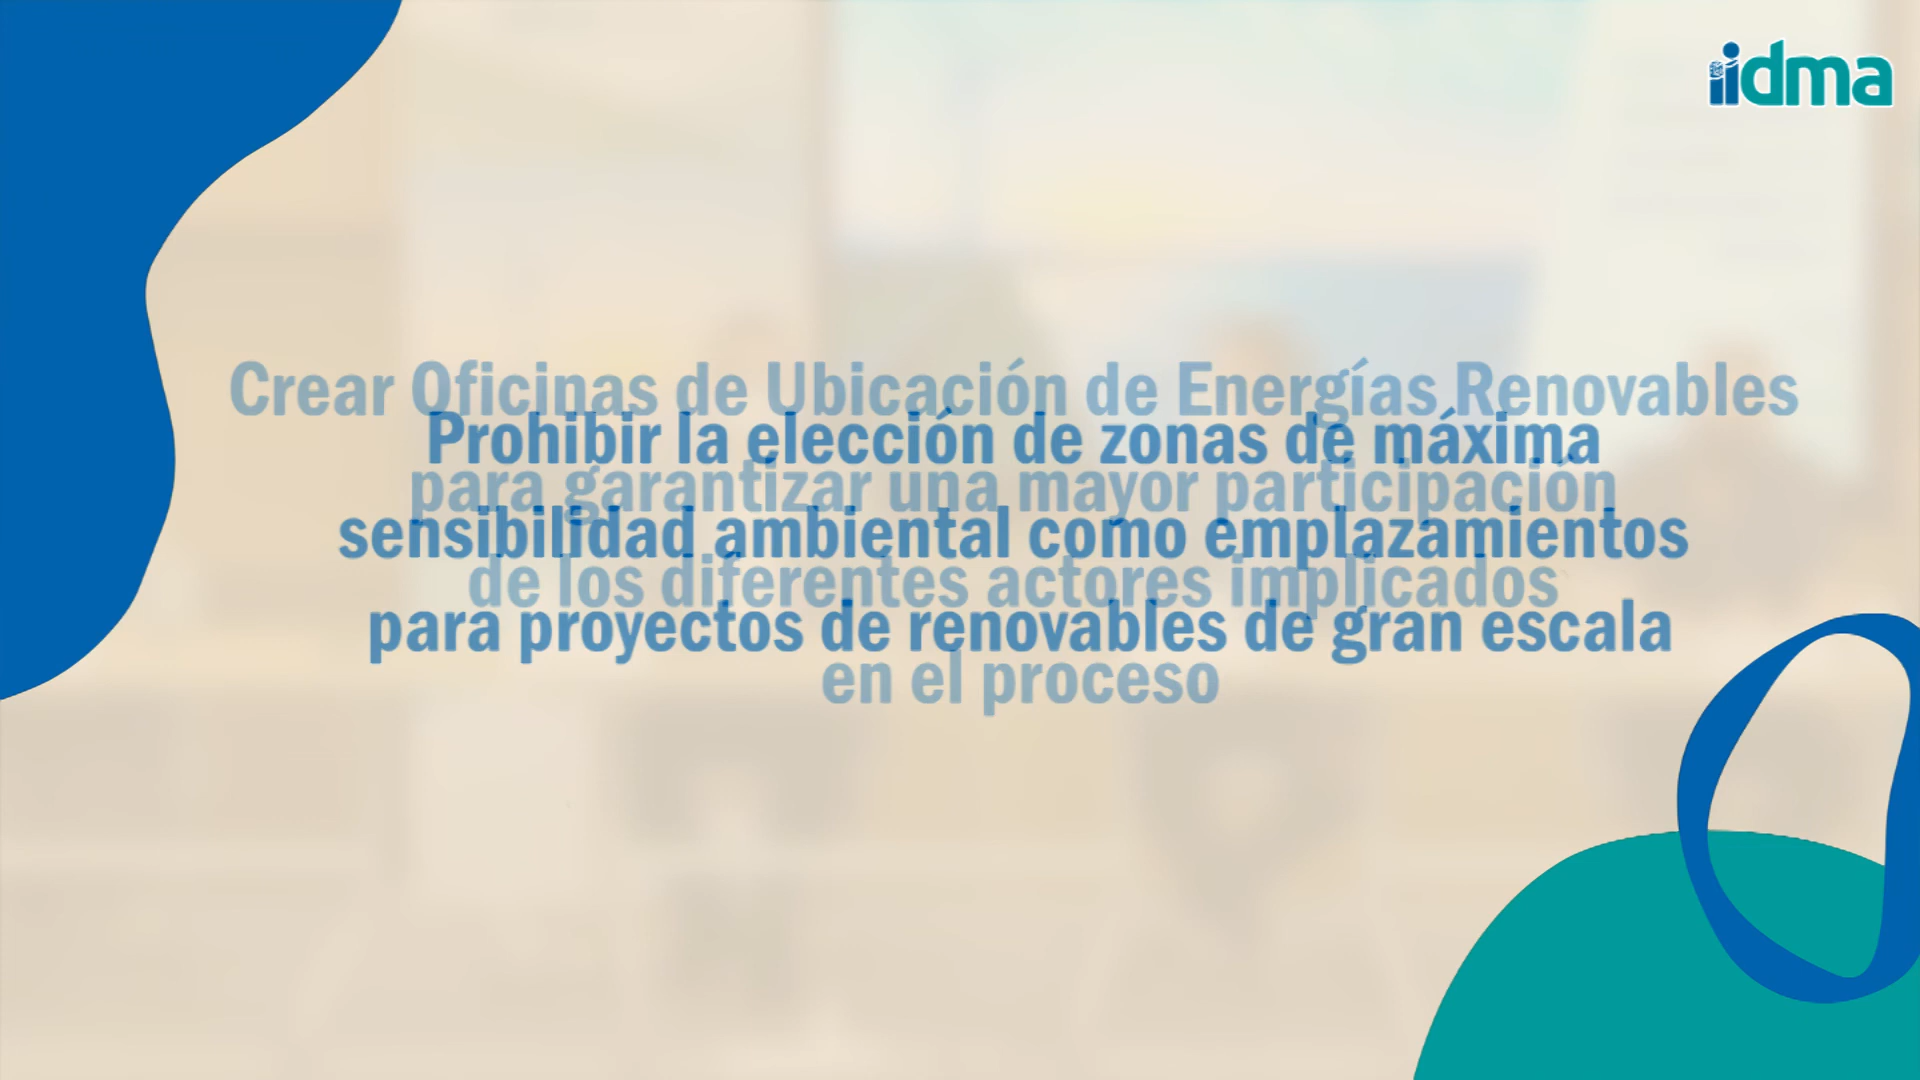 iidma
Crear Oficinas de Ubicación de Energías Renovables
para garantizar una mayor participación
de los diferentes actores implicados
en el proceso
Prohibir la elección de zonas de máxima
sensibilidad ambiental como emplazamientos
para proyectos de renovables de gran escala